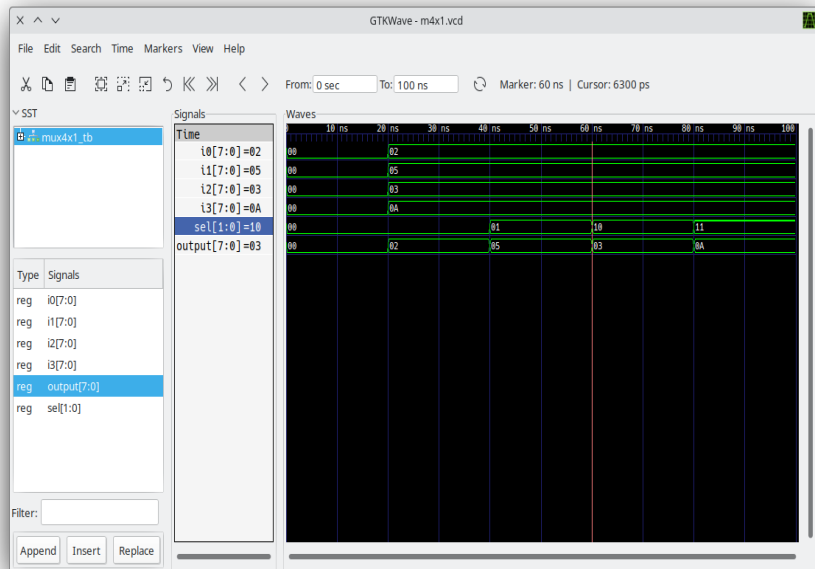 GTKWave - m4x1.vcd
File Edit Search Time Markers View Help
From: 0 sec To: 100 ns Marker: 60 ns | Cursor: 6300 ps
SST
mux4x1_tb
Type Signals
reg i0[7:0]
reg i1[7:0]
reg i2[7:0]
reg i3[7:0]
reg output[7:0]
reg sel[1:0]
Filter:
Append Insert Replace
Signals
Time
i0[7:0]=02
i1[7:0]=05
i2[7:0]=03
i3[7:0]=0A
sel[1:0]=10
output[7:0]=03
Waves
10 ns 20 ns 30 ns 40 ns 50 ns 60 ns 70 ns 80 ns 90 ns 100
00 02
00 05
00 03
00 0A
00 01 10 11
00 02 05 03 0A